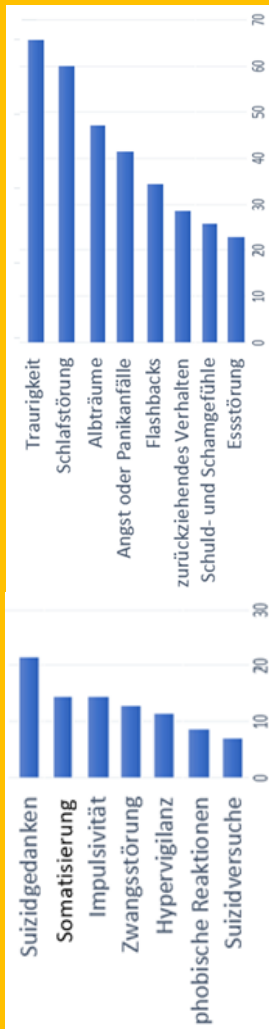 Traurigkeit
Schlafstörung
Albträume
Angst oder Panikanfälle
Flashbacks
zurückziehendes Verhalten
Schuld- und Schamgefühle
Essstörung
0 10 20 30 40 50 60 70
Suizidgedanken
Somatisierung
Impulsivität
Zwangsstörung
Hypervigilanz
phobische Reaktionen
Suizidversuche
0 10 20 30